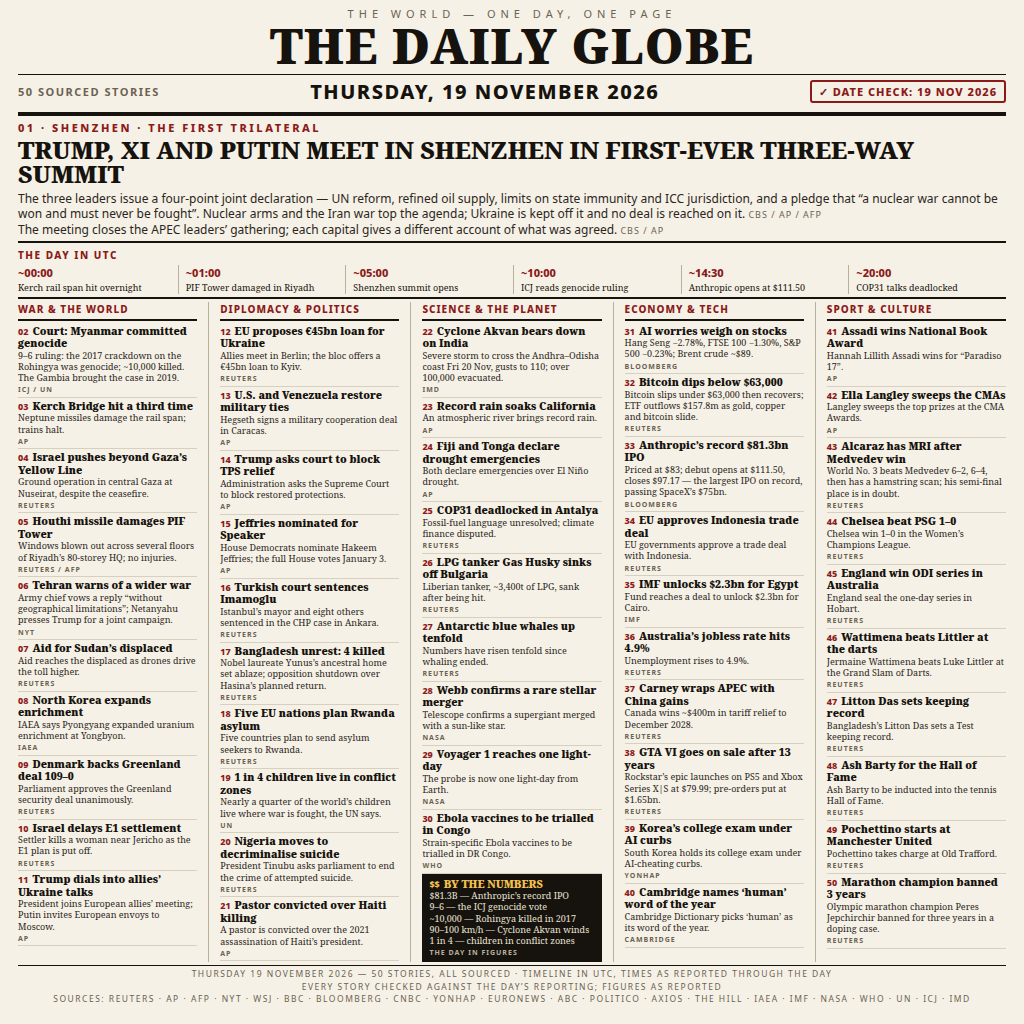 THE WORLD — ONE DAY, ONE PAGE
THE DAILY GLOBE
50 SOURCED STORIES
THURSDAY, 19 NOVEMBER 2026
✓ DATE CHECK: 19 NOV 2026
01 · SHENZHEN · THE FIRST TRILATERAL
TRUMP, XI AND PUTIN MEET IN SHENZHEN IN FIRST-EVER THREE-WAY
SUMMIT
The three leaders issue a four-point joint declaration — UN reform, refined oil supply, limits on state immunity and ICC jurisdiction, and a pledge that “a nuclear war cannot be
won and must never be fought”. Nuclear arms and the Iran war top the agenda; Ukraine is kept off it and no deal is reached on it. CBS / AP / AFP
The meeting closes the APEC leaders’ gathering; each capital gives a different account of what was agreed. CBS / AP
THE DAY IN UTC
~00:00
Kerch rail span hit overnight
~01:00
PIF Tower damaged in Riyadh
~05:00
Shenzhen summit opens
~10:00
ICJ reads genocide ruling
~14:30
Anthropic opens at $111.50
~20:00
COP31 talks deadlocked
WAR & THE WORLD
02 Court: Myanmar committed
genocide
9–6 ruling: the 2017 crackdown on the
Rohingya was genocide; ~10,000 killed.
The Gambia brought the case in 2019.
ICJ / UN
03 Kerch Bridge hit a third time
Neptune missiles damage the rail span;
trains halt.
AP
04 Israel pushes beyond Gaza’s
Yellow Line
Ground operation in central Gaza at
Nuseirat, despite the ceasefire.
REUTERS
05 Houthi missile damages PIF
Tower
Windows blown out across several floors
of Riyadh’s 80-storey HQ; no injuries.
REUTERS / AFP
06 Tehran warns of a wider war
Army chief vows a reply “without
geographical limitations”; Netanyahu
presses Trump for a joint campaign.
NYT
07 Aid for Sudan’s displaced
Aid reaches the displaced as drones drive
the toll higher.
REUTERS
08 North Korea expands
enrichment
IAEA says Pyongyang expanded uranium
enrichment at Yongbyon.
IAEA
09 Denmark backs Greenland
deal 109–0
Parliament approves the Greenland
security deal unanimously.
REUTERS
10 Israel delays E1 settlement
Settler kills a woman near Jericho as the
E1 plan is put off.
REUTERS
11 Trump dials into allies’
Ukraine talks
President joins European allies’ meeting;
Putin invites European envoys to
Moscow.
AP
DIPLOMACY & POLITICS
12 EU proposes €45bn loan for
Ukraine
Allies meet in Berlin; the bloc offers a
€45bn loan to Kyiv.
REUTERS
13 U.S. and Venezuela restore
military ties
Hegseth signs a military cooperation deal
in Caracas.
AP
14 Trump asks court to block
TPS relief
Administration asks the Supreme Court
to block restored protections.
AP
15 Jeffries nominated for
Speaker
House Democrats nominate Hakeem
Jeffries; the full House votes January 3.
AP
16 Turkish court sentences
Imamoglu
Istanbul’s mayor and eight others
sentenced in the CHP case in Ankara.
REUTERS
17 Bangladesh unrest: 4 killed
Nobel laureate Yunus’s ancestral home
set ablaze; opposition shutdown over
Hasina’s planned return.
REUTERS
18 Five EU nations plan Rwanda
asylum
Five countries plan to send asylum
seekers to Rwanda.
REUTERS
19 1 in 4 children live in conflict
zones
Nearly a quarter of the world’s children
live where war is fought, the UN says.
UN
20 Nigeria moves to
decriminalise suicide
President Tinubu asks parliament to end
the crime of attempted suicide.
REUTERS
21 Pastor convicted over Haiti
killing
A pastor is convicted over the 2021
assassination of Haiti’s president.
AP
SCIENCE & THE PLANET
22 Cyclone Akvan bears down
on India
Severe storm to cross the Andhra–Odisha
coast Fri 20 Nov, gusts to 110; over
100,000 evacuated.
IMD
23 Record rain soaks California
An atmospheric river brings record rain.
AP
24 Fiji and Tonga declare
drought emergencies
Both declare emergencies over El Niño
drought.
AP
25 COP31 deadlocked in Antalya
Fossil-fuel language unresolved; climate
finance disputed.
REUTERS
26 LPG tanker Gas Husky sinks
off Bulgaria
Liberian tanker, ~3,400t of LPG, sank
after being hit.
REUTERS
27 Antarctic blue whales up
tenfold
Numbers have risen tenfold since
whaling ended.
REUTERS
28 Webb confirms a rare stellar
merger
Telescope confirms a supergiant merged
with a sun-like star.
NASA
29 Voyager 1 reaches one light-
day
The probe is now one light-day from
Earth.
NASA
30 Ebola vaccines to be trialled
in Congo
Strain-specific Ebola vaccines to be
trialled in DR Congo.
WHO
$$ BY THE NUMBERS
$81.3B — Anthropic’s record IPO
9–6 — the ICJ genocide vote
~10,000 — Rohingya killed in 2017
90–100 km/h — Cyclone Akvan winds
1 in 4 — children in conflict zones
THE DAY IN FIGURES
ECONOMY & TECH
31 AI worries weigh on stocks
Hang Seng –2.78%, FTSE 100 –1.30%, S&P
500 –0.23%; Brent crude ~$89.
BLOOMBERG
32 Bitcoin dips below $63,000
Bitcoin slips under $63,000 then recovers;
ETF outflows $157.8m as gold, copper
and bitcoin slide.
REUTERS
33 Anthropic’s record $81.3bn
IPO
Priced at $83; debut opens at $111.50,
closes $97.17 — the largest IPO on record,
passing SpaceX’s $75bn.
BLOOMBERG
34 EU approves Indonesia trade
deal
EU governments approve a trade deal
with Indonesia.
REUTERS
35 IMF unlocks $2.3bn for Egypt
Fund reaches a deal to unlock $2.3bn for
Cairo.
IMF
36 Australia’s jobless rate hits
4.9%
Unemployment rises to 4.9%.
REUTERS
37 Carney wraps APEC with
China gains
Canada wins ~$400m in tariff relief to
December 2028.
REUTERS
38 GTA VI goes on sale after 13
years
Rockstar’s epic launches on PS5 and Xbox
Series X|S at $79.99; pre-orders put at
$1.65bn.
REUTERS
39 Korea’s college exam under
AI curbs
South Korea holds its college exam under
AI-cheating curbs.
YONHAP
40 Cambridge names ‘human’
word of the year
Cambridge Dictionary picks ‘human’ as
its word of the year.
CAMBRIDGE
SPORT & CULTURE
41 Assadi wins National Book
Award
Hannah Lillith Assadi wins for “Paradiso
17”.
AP
42 Ella Langley sweeps the CMAs
Langley sweeps the top prizes at the CMA
Awards.
AP
43 Alcaraz has MRI after
Medvedev win
World No. 3 beats Medvedev 6–2, 6–4,
then has a hamstring scan; his semi-final
place is in doubt.
REUTERS
44 Chelsea beat PSG 1–0
Chelsea win 1–0 in the Women’s
Champions League.
REUTERS
45 England win ODI series in
Australia
England seal the one-day series in
Hobart.
REUTERS
46 Wattimena beats Littler at
the darts
Jermaine Wattimena beats Luke Littler at
the Grand Slam of Darts.
REUTERS
47 Litton Das sets keeping
record
Bangladesh’s Litton Das sets a Test
keeping record.
REUTERS
48 Ash Barty for the Hall of
Fame
Ash Barty to be inducted into the tennis
Hall of Fame.
REUTERS
49 Pochettino starts at
Manchester United
Pochettino takes charge at Old Trafford.
REUTERS
50 Marathon champion banned
3 years
Olympic marathon champion Peres
Jepchirchir banned for three years in a
doping case.
REUTERS
THURSDAY 19 NOVEMBER 2026 — 50 STORIES, ALL SOURCED · TIMELINE IN UTC, TIMES AS REPORTED THROUGH THE DAY
EVERY STORY CHECKED AGAINST THE DAY’S REPORTING; FIGURES AS REPORTED
SOURCES: REUTERS · AP · AFP · NYT · WSJ · BBC · BLOOMBERG · CNBC · YONHAP · EURONEWS · ABC · POLITICO · AXIOS · THE HILL · IAEA · IMF · NASA · WHO · UN · ICJ · IMD